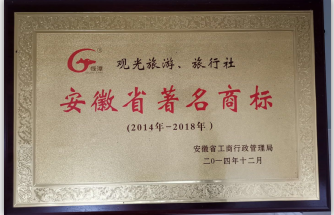 观光旅游、旅行社
安徽省著名商标
(2014年-2018年)
安徽省工商行政管理局
二〇一四年十二月